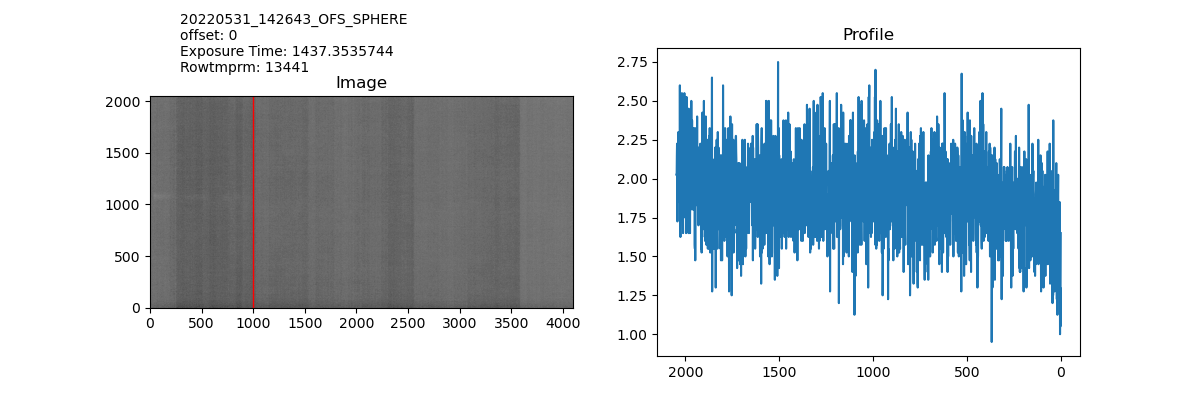 20220531_142643_OFS_SPHERE
offset: 0
Exposure Time: 1437.3535744
Rowtmprm: 13441
Image
2000
1500
1000
500
0
0 500 1000 1500 2000 2500 3000 3500 4000
Profile
2.75
2.50
2.25
2.00
1.75
1.50
1.25
1.00
2000 1500 1000 500 0